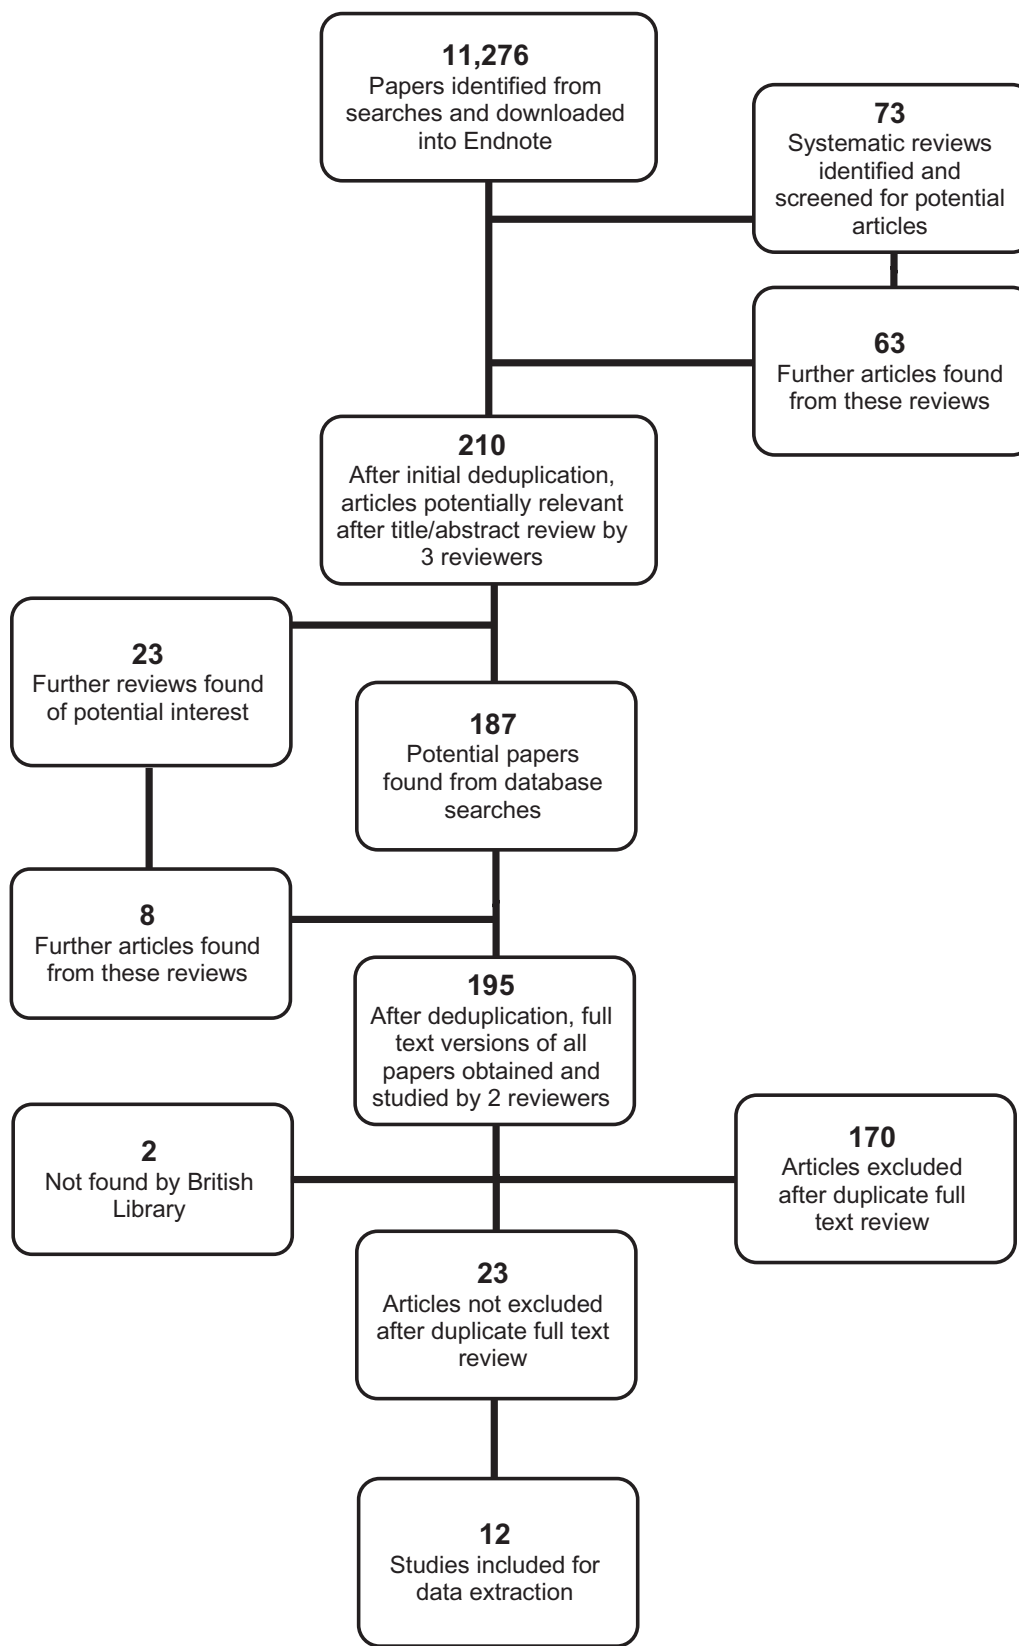 11,276
Papers identified from
searches and downloaded
into Endnote
73
Systematic reviews
identified and
screened for potential
articles
63
Further articles found
from these reviews
210
After initial deduplication,
articles potentially relevant
after title/abstract review by
3 reviewers
23
Further reviews found
of potential interest
187
Potential papers
found from database
searches
8
Further articles found
from these reviews
195
After deduplication, full
text versions of all
papers obtained and
studied by 2 reviewers
2
Not found by British
Library
170
Articles excluded
after duplicate full
text review
23
Articles not excluded
after duplicate full text
review
12
Studies included for
data extraction